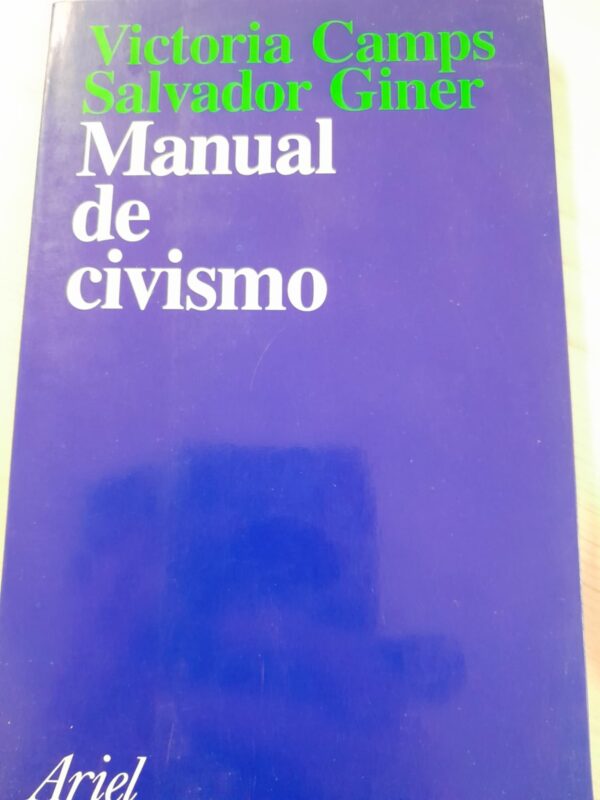 Victoria Camps
Salvador Giner
Manual
de
civismo
Ariel